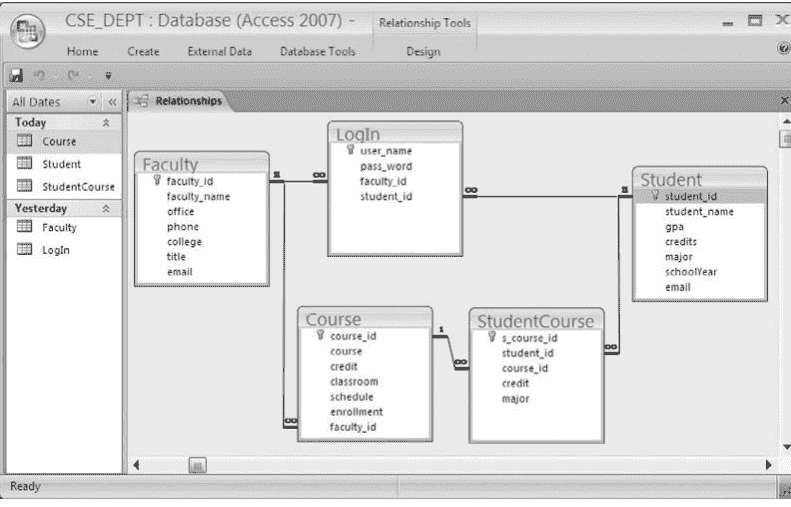 CSE_DEPT : Database (Access 2007) -
Relationship Tools
Home Create External Data Database Tools Design
All Dates
Relationships
Today
Course
Student
StudentCourse
Yesterday
Faculty
LogIn
Faculty
faculty_id
faculty_name
office
phone
college
title
email
LogIn
user_name
pass_word
faculty_id
student_id
Student
student_id
student_name
gpa
credits
major
schoolYear
email
Course
course_id
course
credit
classroom
schedule
enrollment
faculty_id
StudentCourse
s_course_id
student_id
course_id
credit
major
1 ∞
∞ 1
1 ∞
∞
∞
Ready